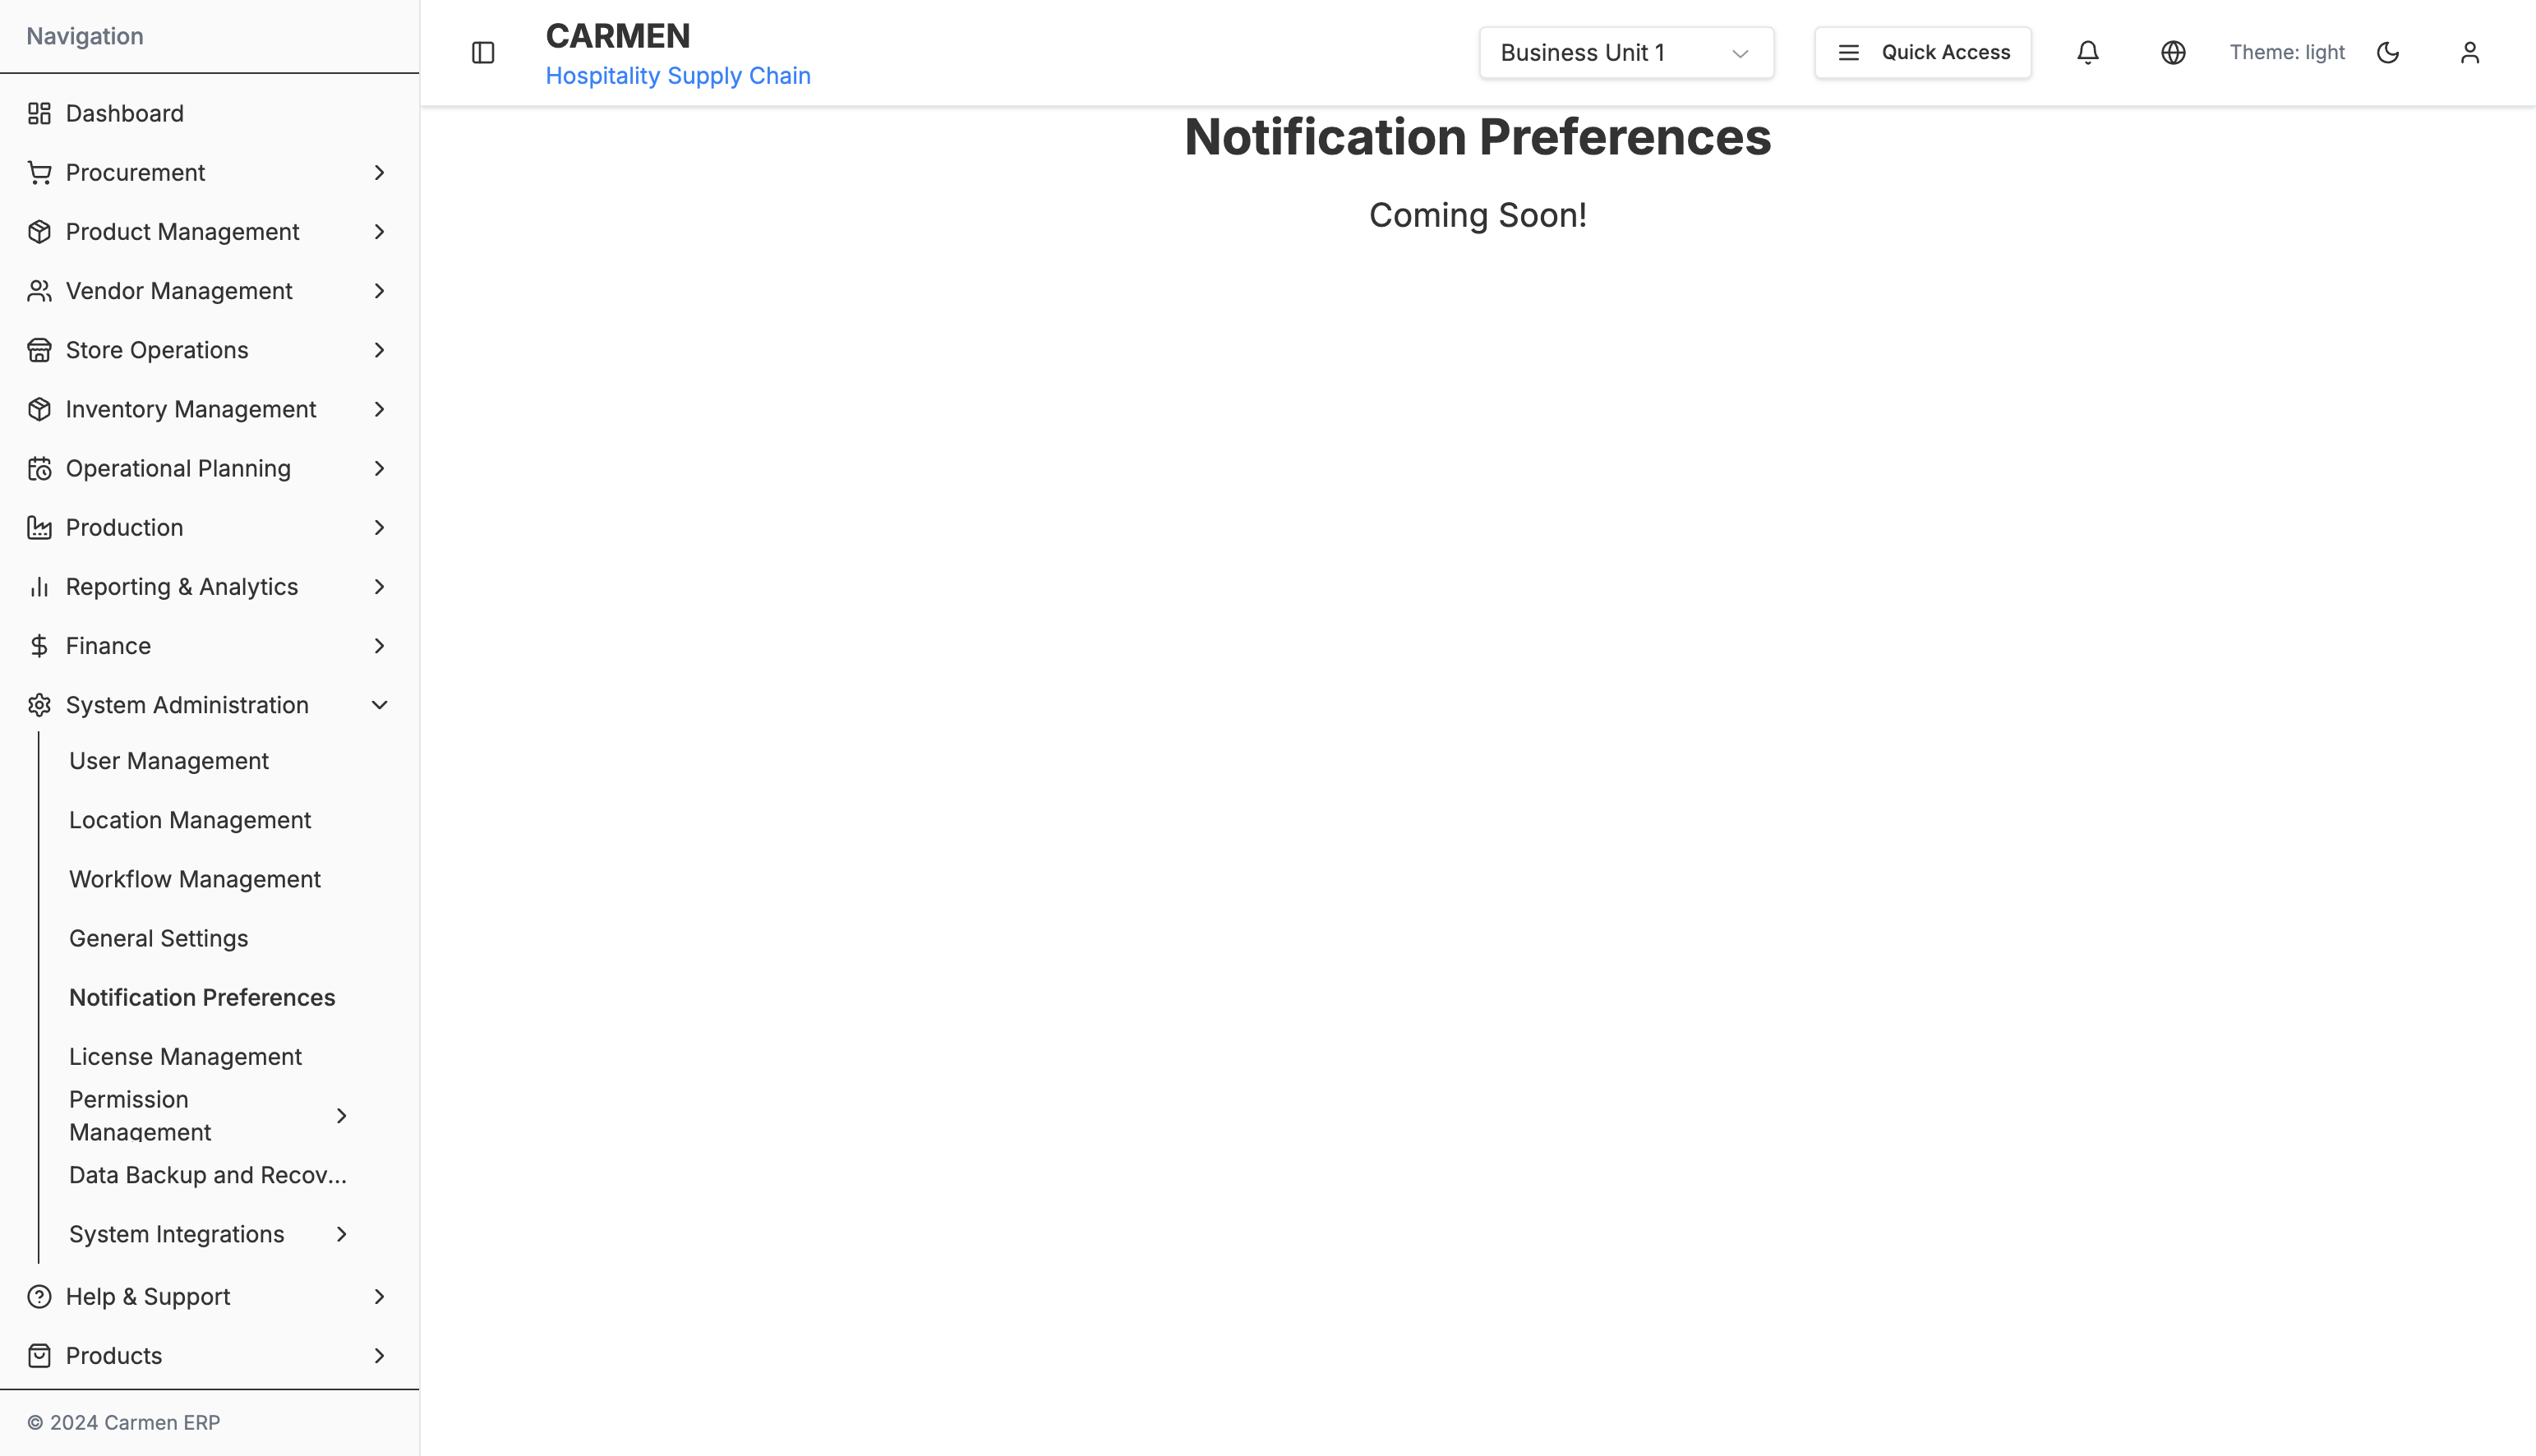 Navigation
Dashboard
Procurement
Product Management
Vendor Management
Store Operations
Inventory Management
Operational Planning
Production
Reporting & Analytics
Finance
System Administration
User Management
Location Management
Workflow Management
General Settings
Notification Preferences
License Management
Permission
Management
Data Backup and Recov...
System Integrations
Help & Support
Products
© 2024 Carmen ERP
CARMEN
Hospitality Supply Chain
Business Unit 1
Quick Access
Theme: light
Notification Preferences
Coming Soon!